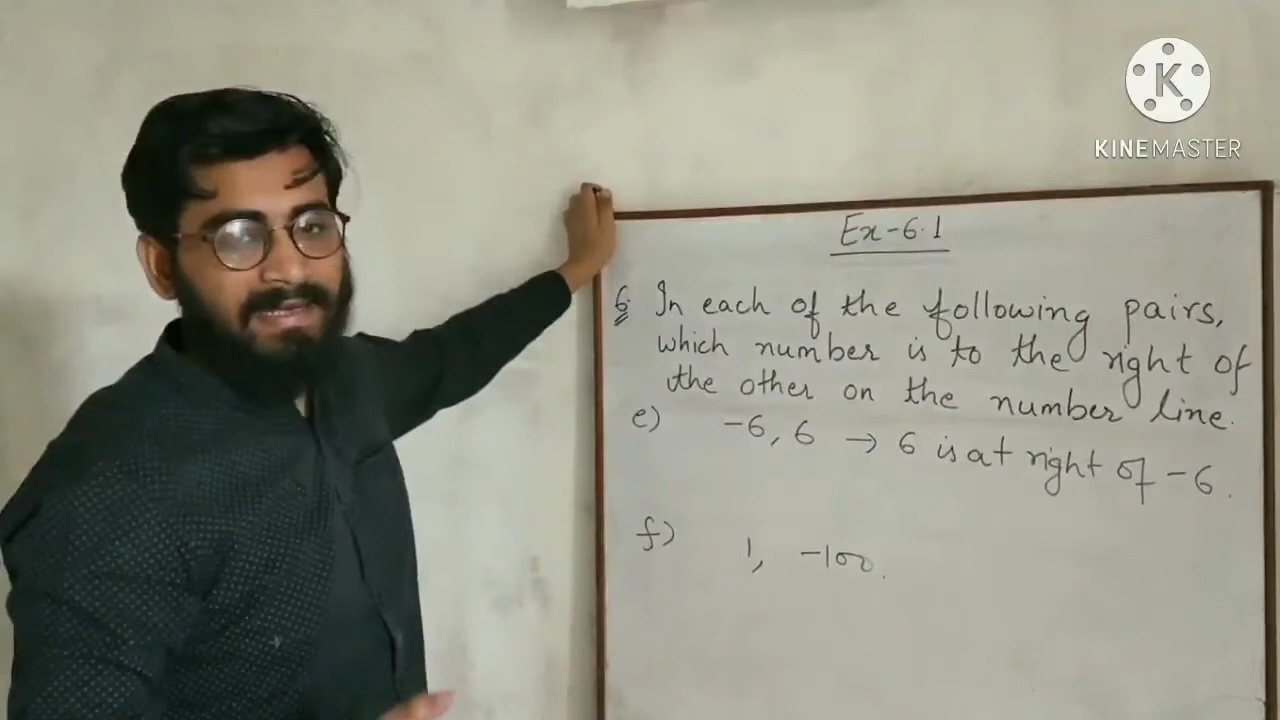 K
KINEMASTER
Ex-6.1
6. In each of the following pairs,
which number is to the right of
the other on the number line.
e) -6, 6 → 6 is at right of -6.
f) 1, -100.